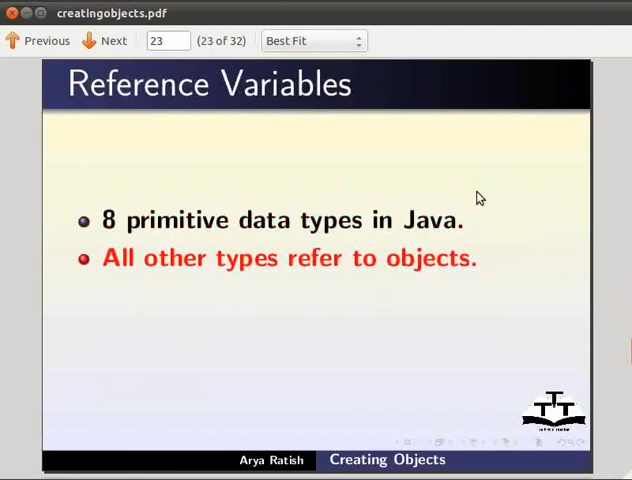 creatingobjects.pdf
Previous Next 23 (23 of 32) Best Fit
Reference Variables
8 primitive data types in Java.
All other types refer to objects.
TTT
Arya Ratish Creating Objects